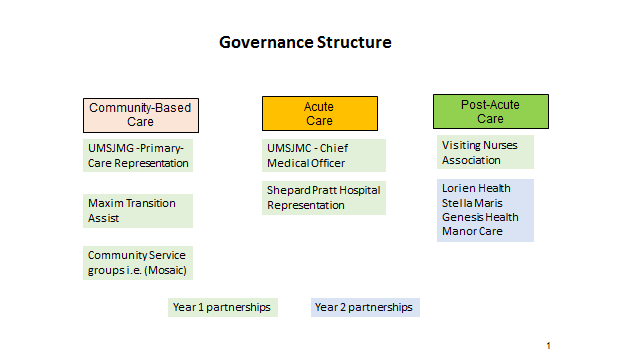 Governance Structure
Community-Based
Care
UMSJMG -Primary-
Care Representation
Maxim Transition
Assist
Community Service
groups i.e. (Mosaic)
Acute
Care
UMSJMC - Chief
Medical Officer
Shepard Pratt Hospital
Representation
Post-Acute
Care
Visiting Nurses
Association
Lorien Health
Stella Maris
Genesis Health
Manor Care
Year 1 partnerships
Year 2 partnerships
1